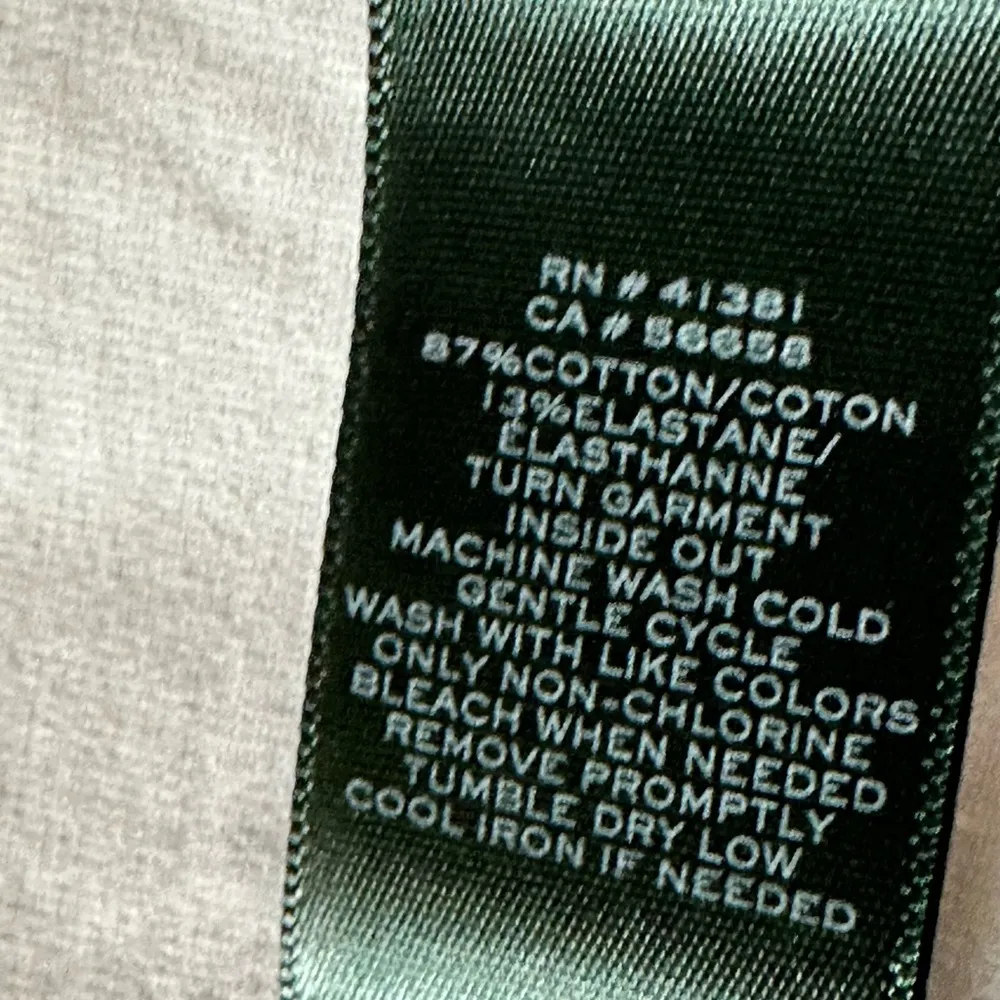 RN # 41381
CA # 56658
87%COTTON/COTON
13%ELASTANE/
ÉLASTHANNE
TURN GARMENT
INSIDE OUT
MACHINE WASH COLD
GENTLE CYCLE
WASH WITH LIKE COLORS
ONLY NON-CHLORINE
BLEACH WHEN NEEDED
REMOVE PROMPTLY
TUMBLE DRY LOW
COOL IRON IF NEEDED